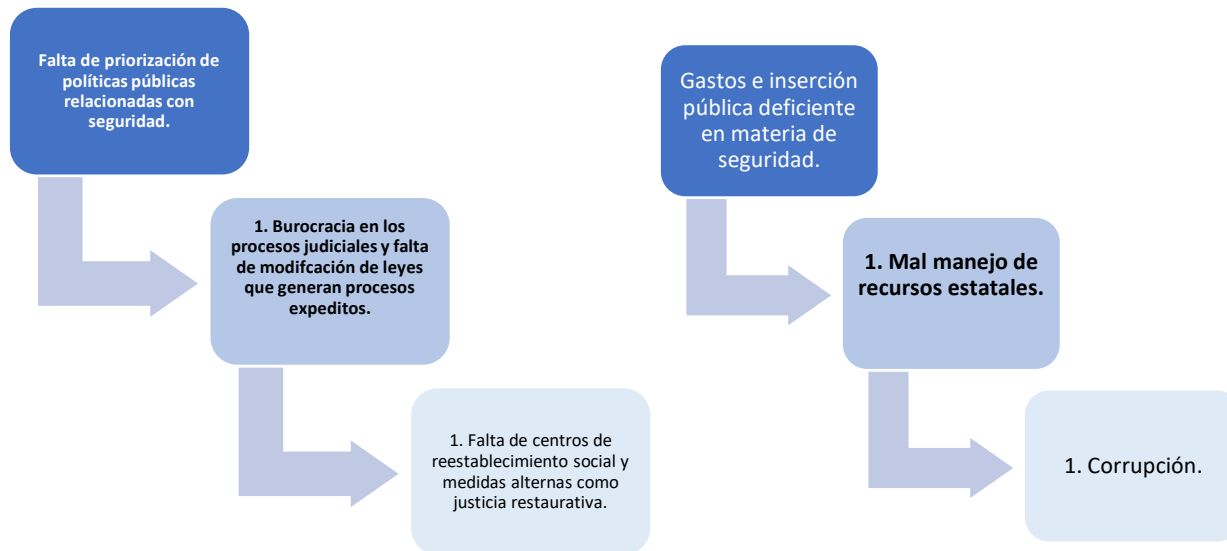 Falta de priorización de
políticas públicas
relacionadas con
seguridad.
1. Burocracia en los
procesos judiciales y falta
de modifcación de leyes
que generan procesos
expeditos.
1. Falta de centros de
reestablecimiento social y
medidas alternas como
justicia restaurativa.
Gastos e inserción
pública deficiente
en materia de
seguridad.
1. Mal manejo de
recursos estatales.
1. Corrupción.